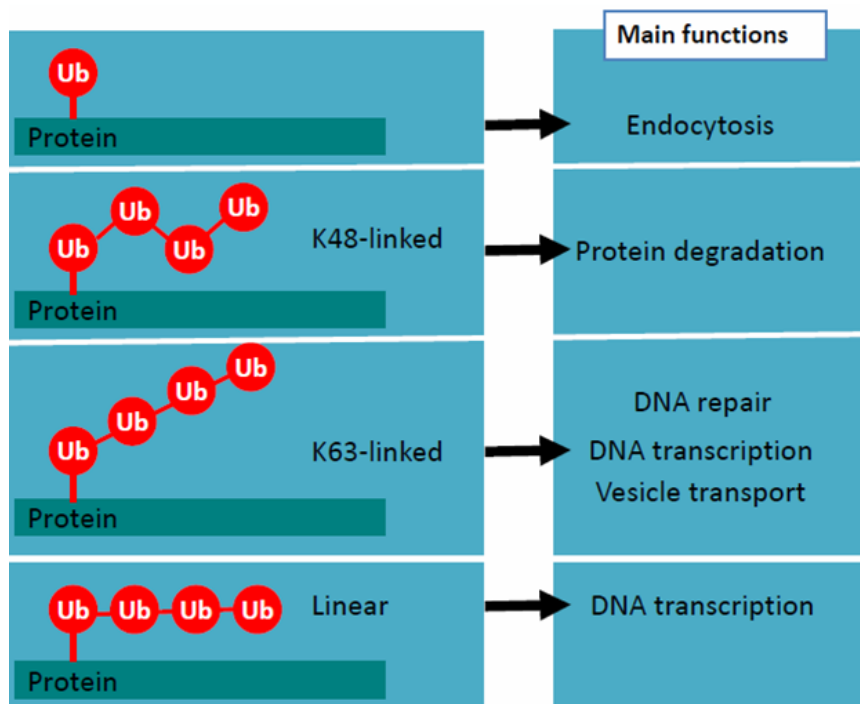 Main functions
Ub
Protein
Endocytosis
Ub Ub Ub Ub
K48-linked
Protein
Protein degradation
Ub Ub Ub Ub
K63-linked
Protein
DNA repair
DNA transcription
Vesicle transport
Ub Ub Ub Ub
Linear
Protein
DNA transcription